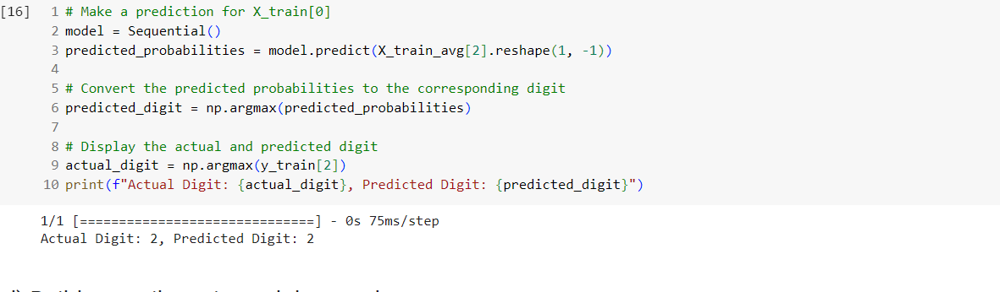 [16] 1 # Make a prediction for X_train[0]
2 model = Sequential()
3 predicted_probabilities = model.predict(X_train_avg[2].reshape(1, -1))
4
5 # Convert the predicted probabilities to the corresponding digit
6 predicted_digit = np.argmax(predicted_probabilities)
7
8 # Display the actual and predicted digit
9 actual_digit = np.argmax(y_train[2])
10 print(f"Actual Digit: {actual_digit}, Predicted Digit: {predicted_digit}")
1/1 [==============================] - 0s 75ms/step
Actual Digit: 2, Predicted Digit: 2